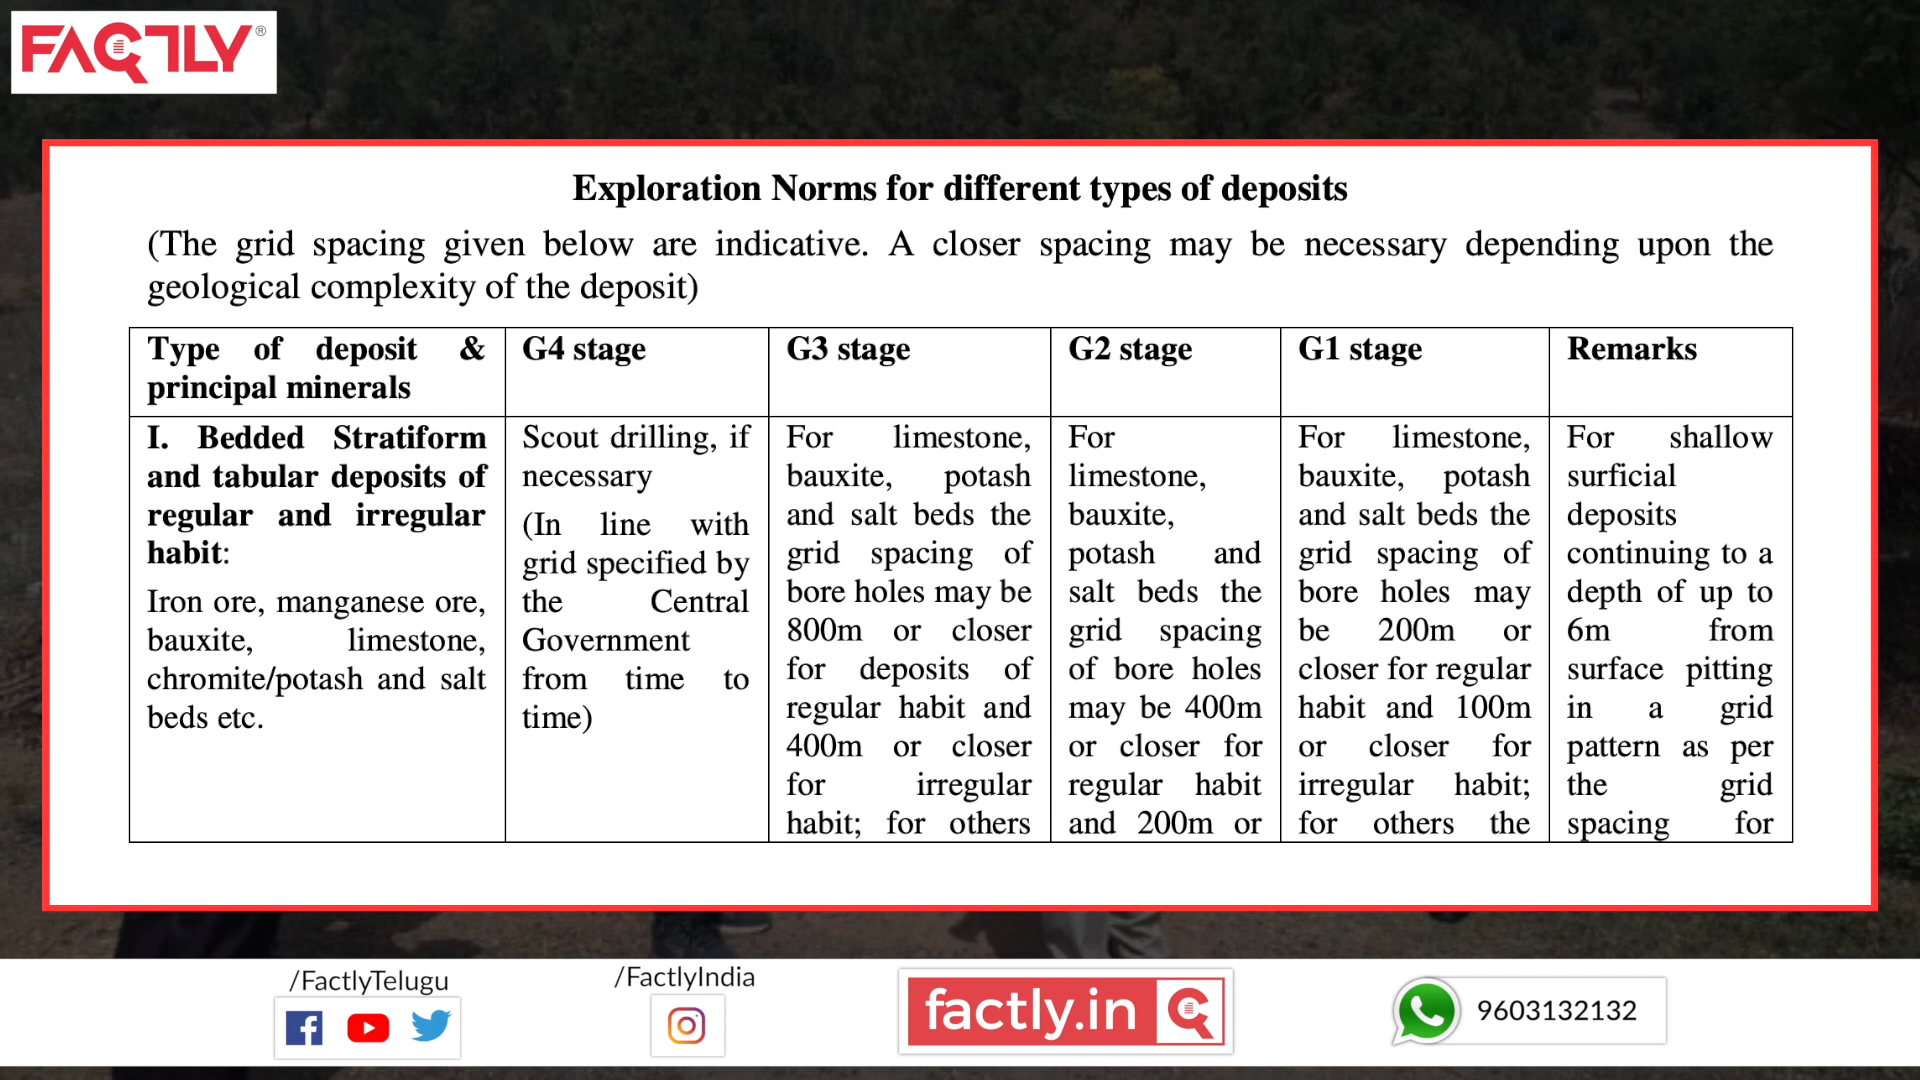 FACTLY®
Exploration Norms for different types of deposits
(The grid spacing given below are indicative. A closer spacing may be necessary depending upon the
geological complexity of the deposit)
Type of deposit &
principal minerals
G4 stage
G3 stage
G2 stage
G1 stage
Remarks
I. Bedded Stratiform
and tabular deposits of
regular and irregular
habit:
Iron ore, manganese ore,
bauxite, limestone,
chromite/potash and salt
beds etc.
Scout drilling, if
necessary
(In line with
grid specified by
the Central
Government
from time to
time)
For limestone,
bauxite, potash
and salt beds the
grid spacing of
bore holes may be
800m or closer
for deposits of
regular habit and
400m or closer
for irregular
habit; for others
For
limestone,
bauxite,
potash and
salt beds the
grid spacing
of bore holes
may be 400m
or closer for
regular habit
and 200m or
For limestone,
bauxite, potash
and salt beds the
grid spacing of
bore holes may
be 200m or
closer for regular
habit and 100m
or closer for
irregular habit;
for others the
For shallow
surficial
deposits
continuing to a
depth of up to
6m from
surface pitting
in a grid
pattern as per
the grid
spacing for
/FactlyTelugu
/FactlyIndia
factly.in
9603132132